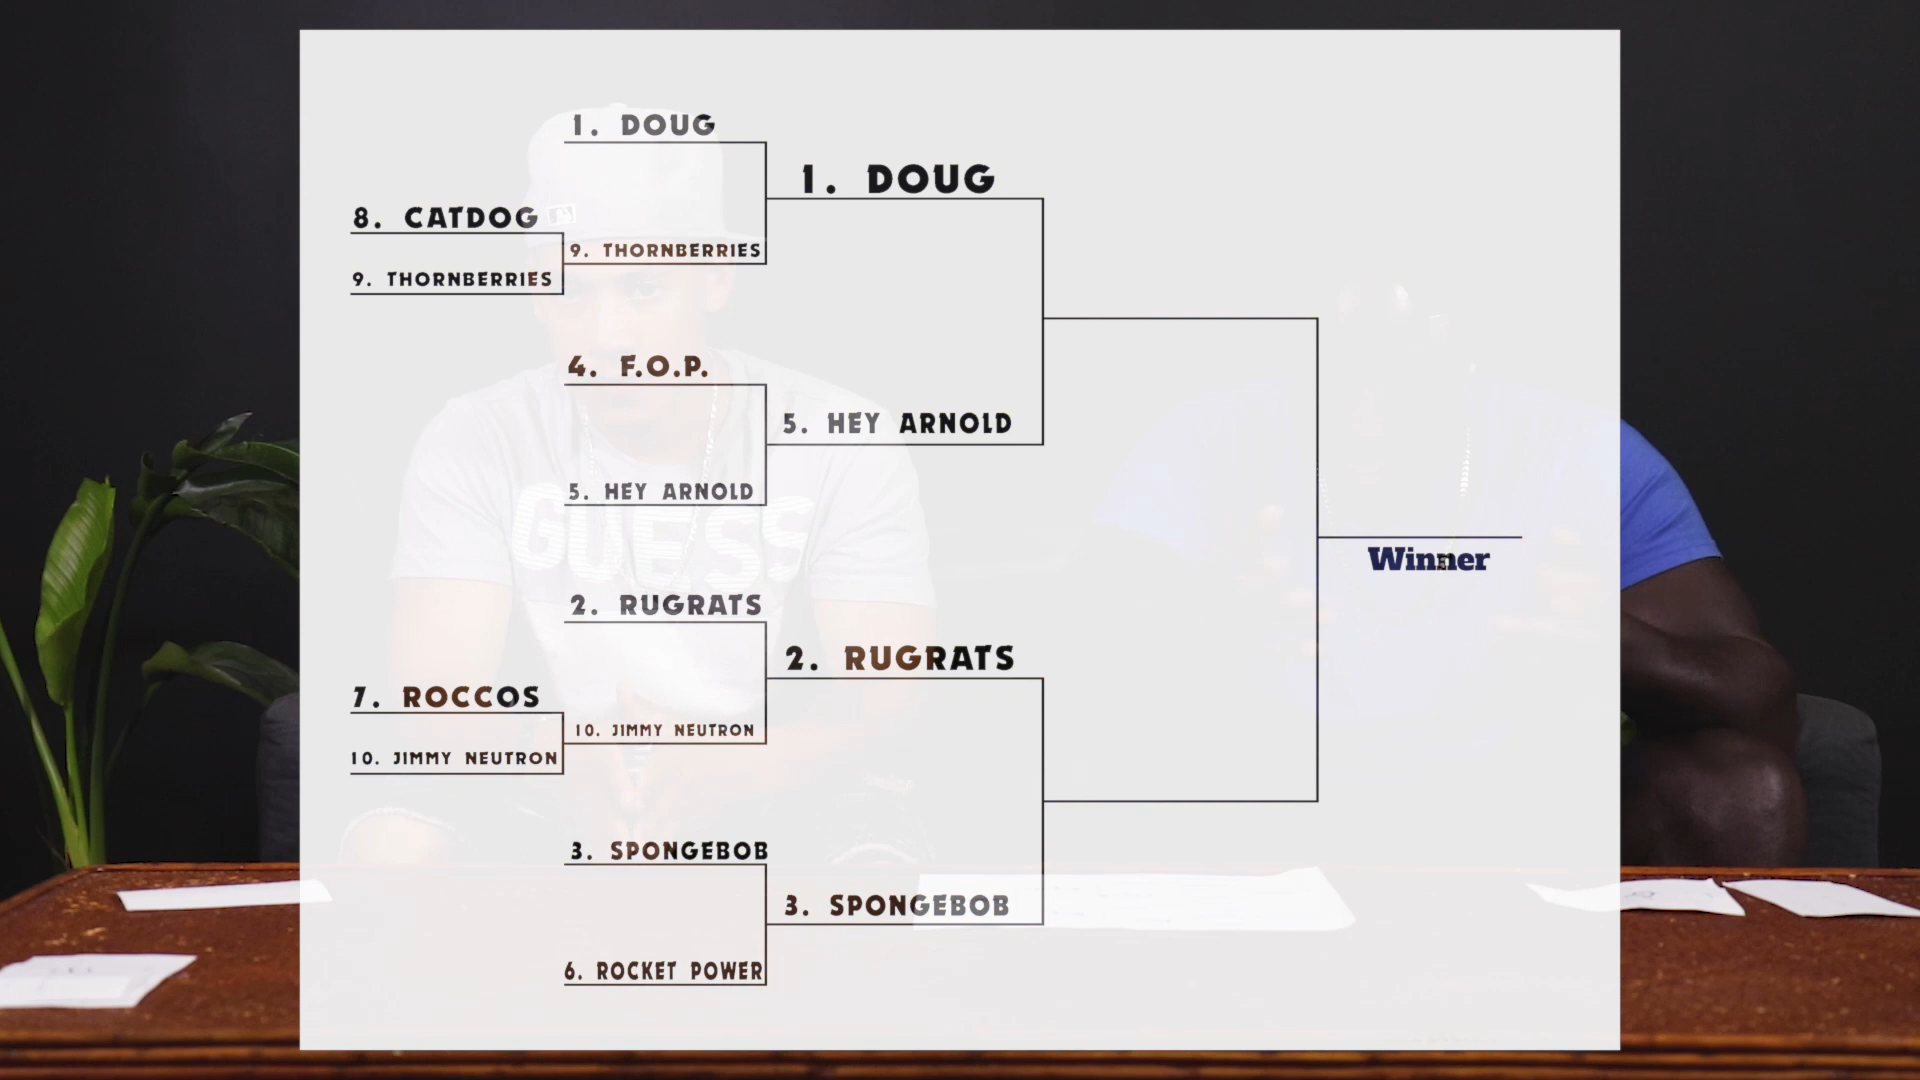 1. DOUG
1. DOUG
8. CATDOG
9. THORNBERRIES
9. THORNBERRIES
4. F.O.P.
5. HEY ARNOLD
5. HEY ARNOLD
GUESS
Winner
2. RUGRATS
2. RUGRATS
7. ROCCOS
10. JIMMY NEUTRON
10. JIMMY NEUTRON
3. SPONGEBOB
3. SPONGEBOB
6. ROCKET POWER